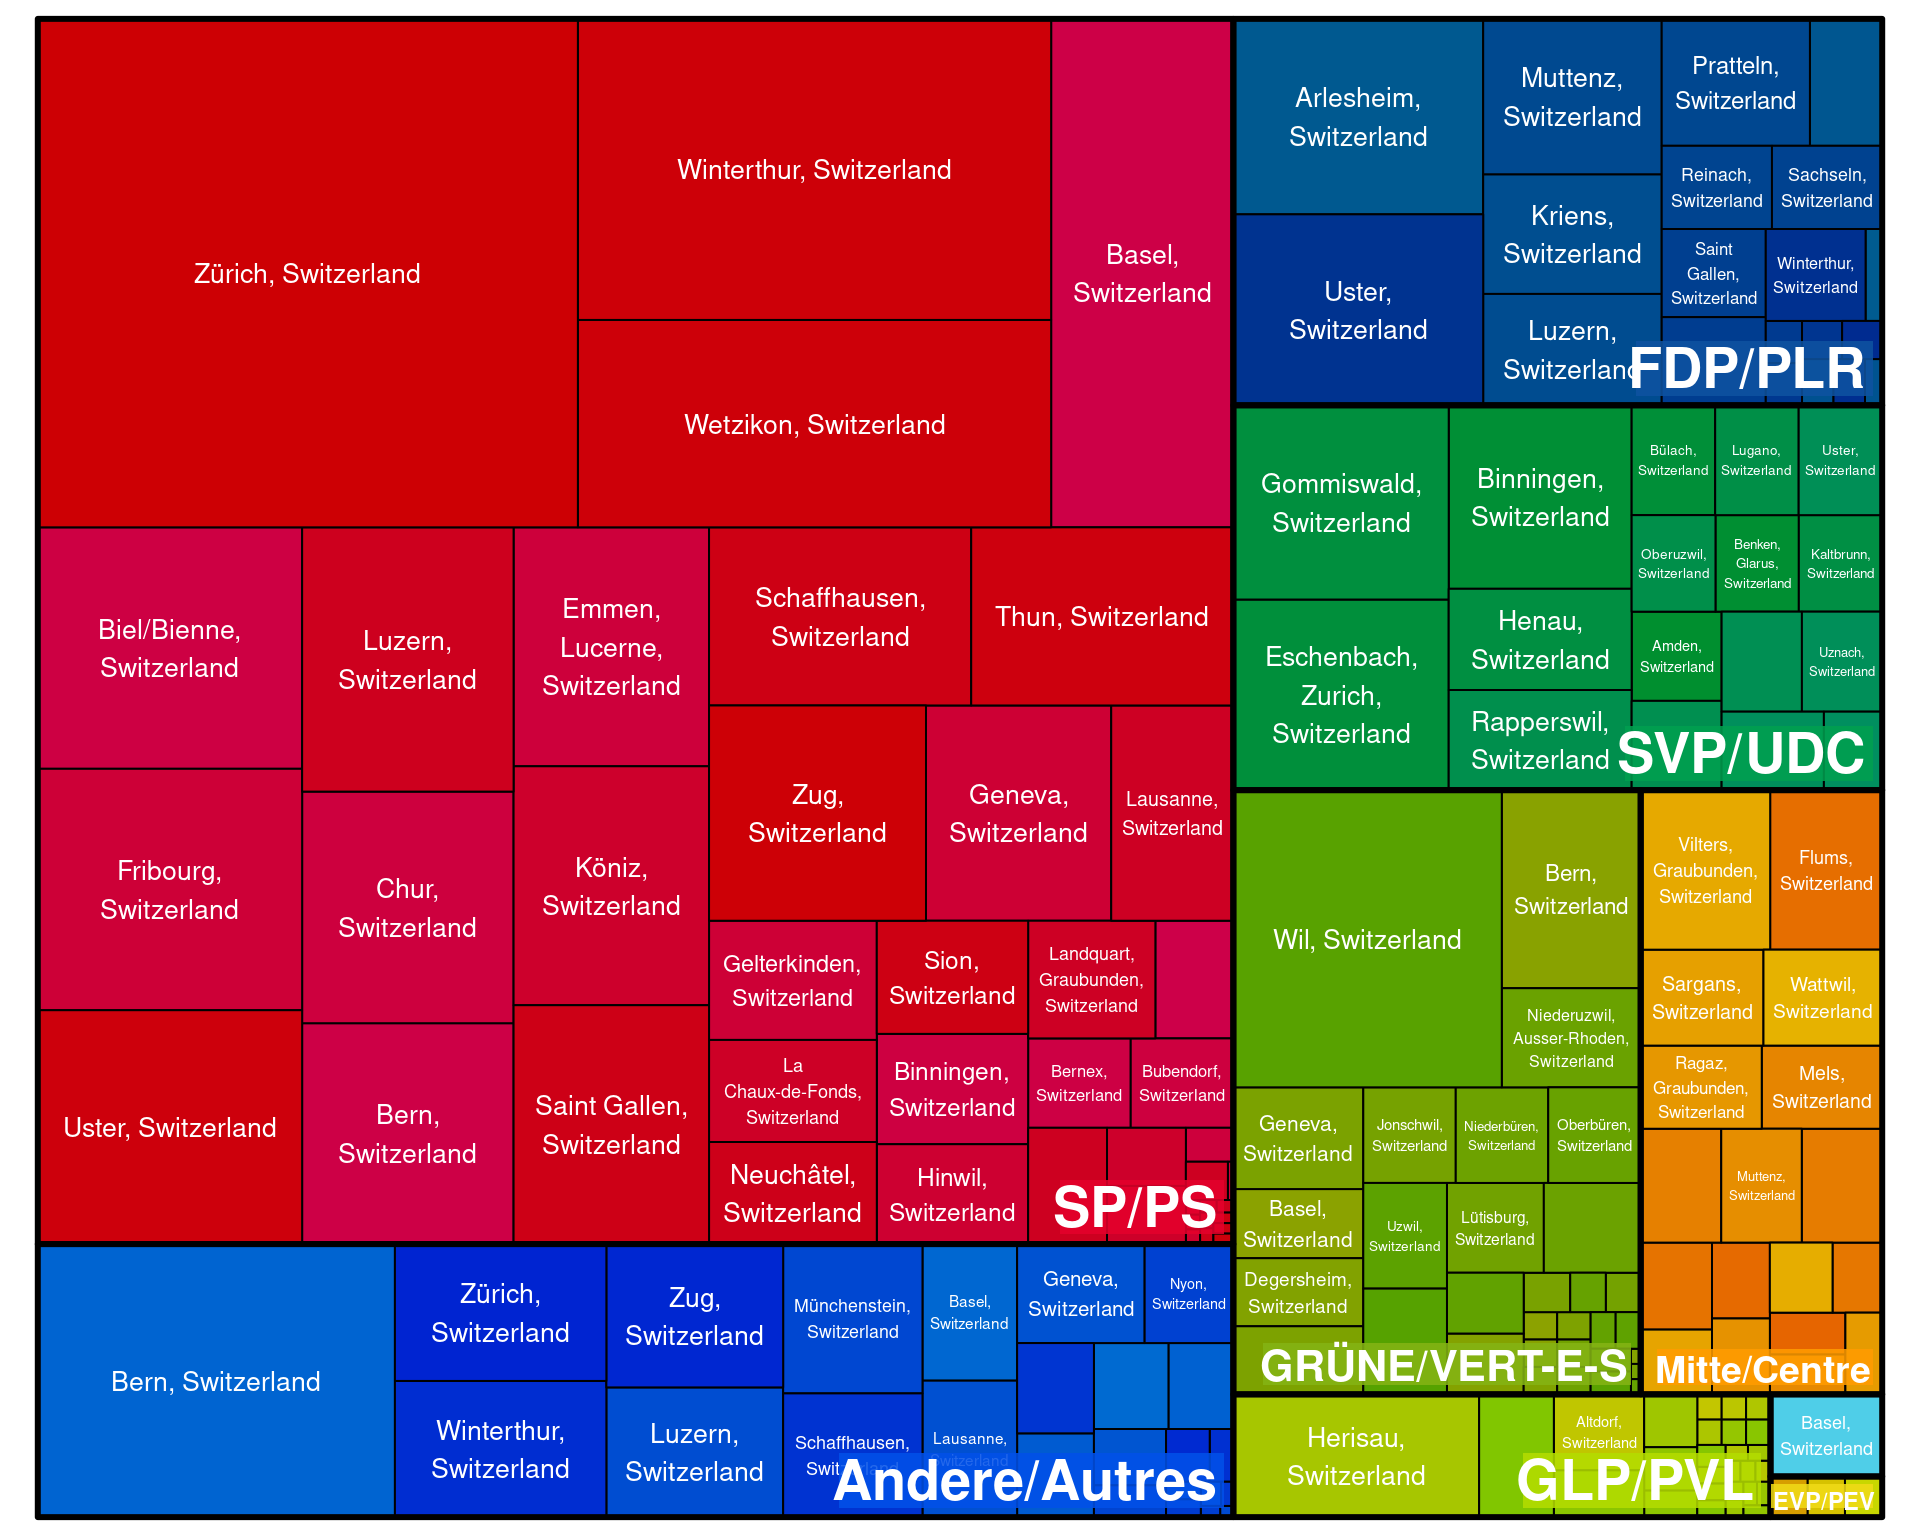 Zürich, Switzerland
Winterthur, Switzerland
Wetzikon, Switzerland
Basel,
Switzerland
Biel/Bienne,
Switzerland
Fribourg,
Switzerland
Uster, Switzerland
Luzern,
Switzerland
Chur,
Switzerland
Bern,
Switzerland
Emmen,
Lucerne,
Switzerland
Köniz,
Switzerland
Saint Gallen,
Switzerland
Schaffhausen,
Switzerland
Thun, Switzerland
Zug,
Switzerland
Geneva,
Switzerland
Lausanne,
Switzerland
Gelterkinden,
Switzerland
La
Chaux-de-Fonds,
Switzerland
Neuchâtel,
Switzerland
Sion,
Switzerland
Binningen,
Switzerland
Hinwil,
Switzerland
Landquart,
Graubunden,
Switzerland
Bernex,
Switzerland
Bubendorf,
Switzerland
SP/PS
Bern, Switzerland
Zürich,
Switzerland
Winterthur,
Switzerland
Zug,
Switzerland
Luzern,
Switzerland
Münchenstein,
Switzerland
Schaffhausen,
Switzerland
Basel,
Switzerland
Lausanne,
Switzerland
Geneva,
Switzerland
Nyon,
Switzerland
Andere/Autres
Arlesheim,
Switzerland
Uster,
Switzerland
Muttenz,
Switzerland
Kriens,
Switzerland
Luzern,
Switzerland
Pratteln,
Switzerland
Reinach,
Switzerland
Sachseln,
Switzerland
Saint
Gallen,
Switzerland
Winterthur,
Switzerland
FDP/PLR
Gommiswald,
Switzerland
Eschenbach,
Zurich,
Switzerland
Binningen,
Switzerland
Henau,
Switzerland
Rapperswil,
Switzerland
Bülach,
Switzerland
Lugano,
Switzerland
Uster,
Switzerland
Oberuzwil,
Switzerland
Benken,
Glarus,
Switzerland
Kaltbrunn,
Switzerland
Amden,
Switzerland
Uznach,
Switzerland
SVP/UDC
Wil, Switzerland
Bern,
Switzerland
Niederuzwil,
Ausser-Rhoden,
Switzerland
Geneva,
Switzerland
Basel,
Switzerland
Degersheim,
Switzerland
Jonschwil,
Switzerland
Niederbüren,
Switzerland
Oberbüren,
Switzerland
Uzwil,
Switzerland
Lütisburg,
Switzerland
GRÜNE/VERT-E-S
Vilters,
Graubunden,
Switzerland
Flums,
Switzerland
Sargans,
Switzerland
Wattwil,
Switzerland
Ragaz,
Graubunden,
Switzerland
Mels,
Switzerland
Muttenz,
Switzerland
Mitte/Centre
Herisau,
Switzerland
Altdorf,
Switzerland
GLP/PVL
Basel,
Switzerland
EVP/PEV